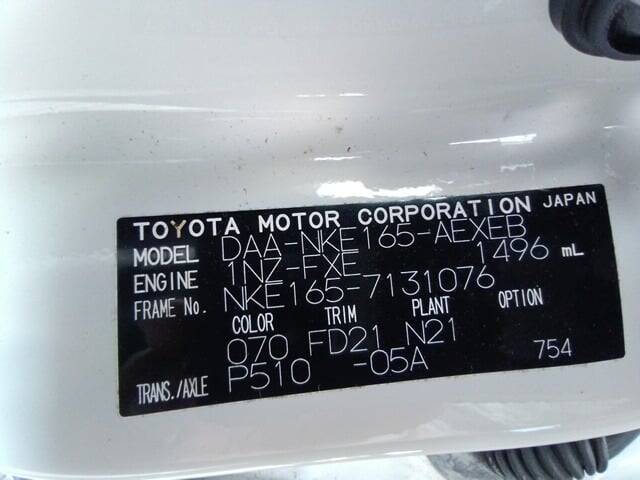 TOYOTA MOTOR CORPORATION JAPAN
MODEL DAA-NKE165-AEXEB
ENGINE 1NZ-FXE 1496 mL
FRAME No. NKE165-7131076
COLOR TRIM PLANT OPTION
070 FD21 N21
TRANS./AXLE P510 -05A 754